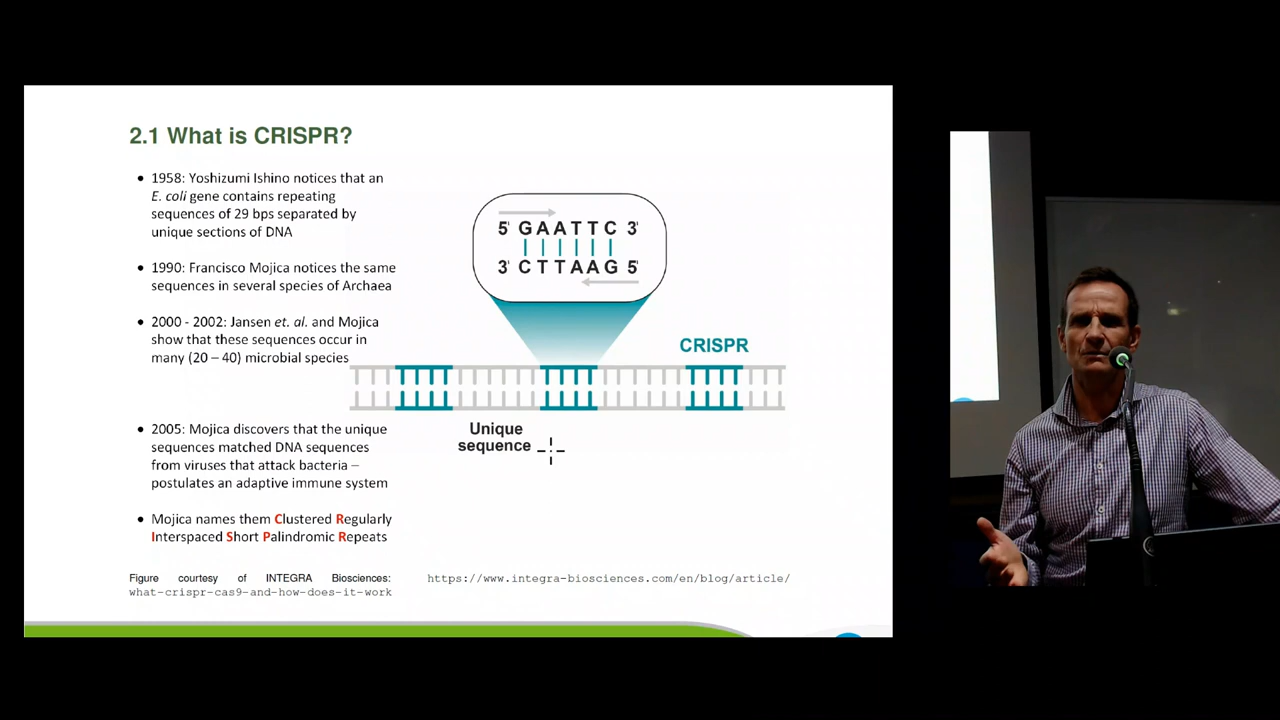 2.1 What is CRISPR?
• 1958: Yoshizumi Ishino notices that an
E. coli gene contains repeating
sequences of 29 bps separated by
unique sections of DNA
• 1990: Francisco Mojica notices the same
sequences in several species of Archaea
• 2000 - 2002: Jansen et. al. and Mojica
show that these sequences occur in
many (20 – 40) microbial species
• 2005: Mojica discovers that the unique
sequences matched DNA sequences
from viruses that attack bacteria –
postulates an adaptive immune system
• Mojica names them Clustered Regularly
Interspaced Short Palindromic Repeats
5' GAATTC 3'
3' CTTAAG 5'
CRISPR
Unique
sequence
Figure courtesy of INTEGRA Biosciences: https://www.integra-biosciences.com/en/blog/article/
what-crispr-cas9-and-how-does-it-work